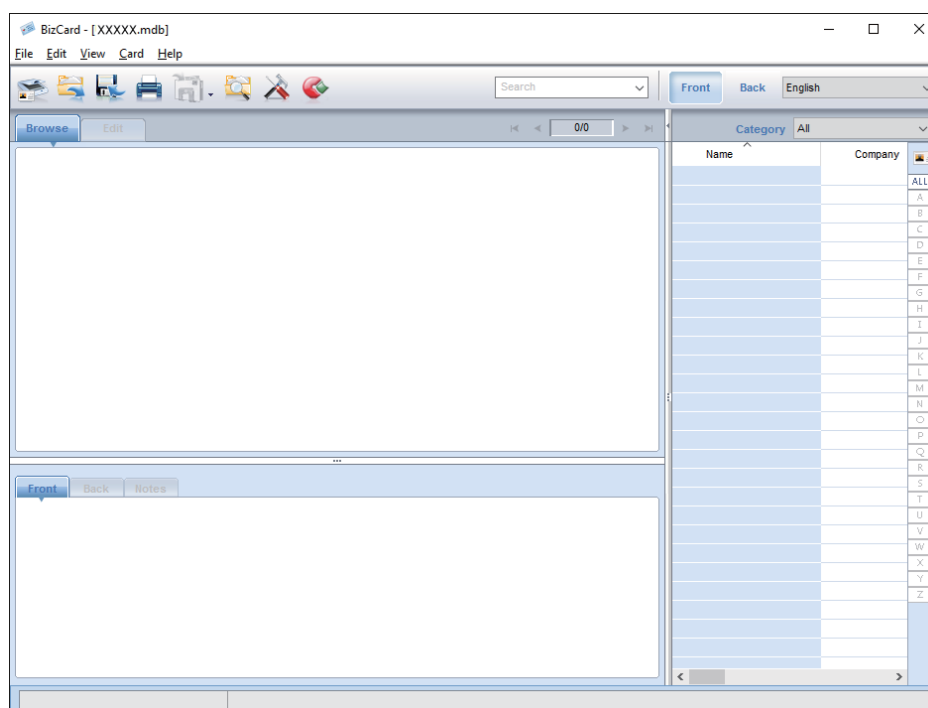 BizCard - [ XXXXX.mdb]
File Edit View Card Help
Search
Front Back English
Browse Edit 0/0 Category All
Name Company
ALL
A
B
C
D
E
F
G
H
I
J
K
L
M
N
O
P
Q
R
S
T
U
V
W
X
Y
Z
Front Back Notes